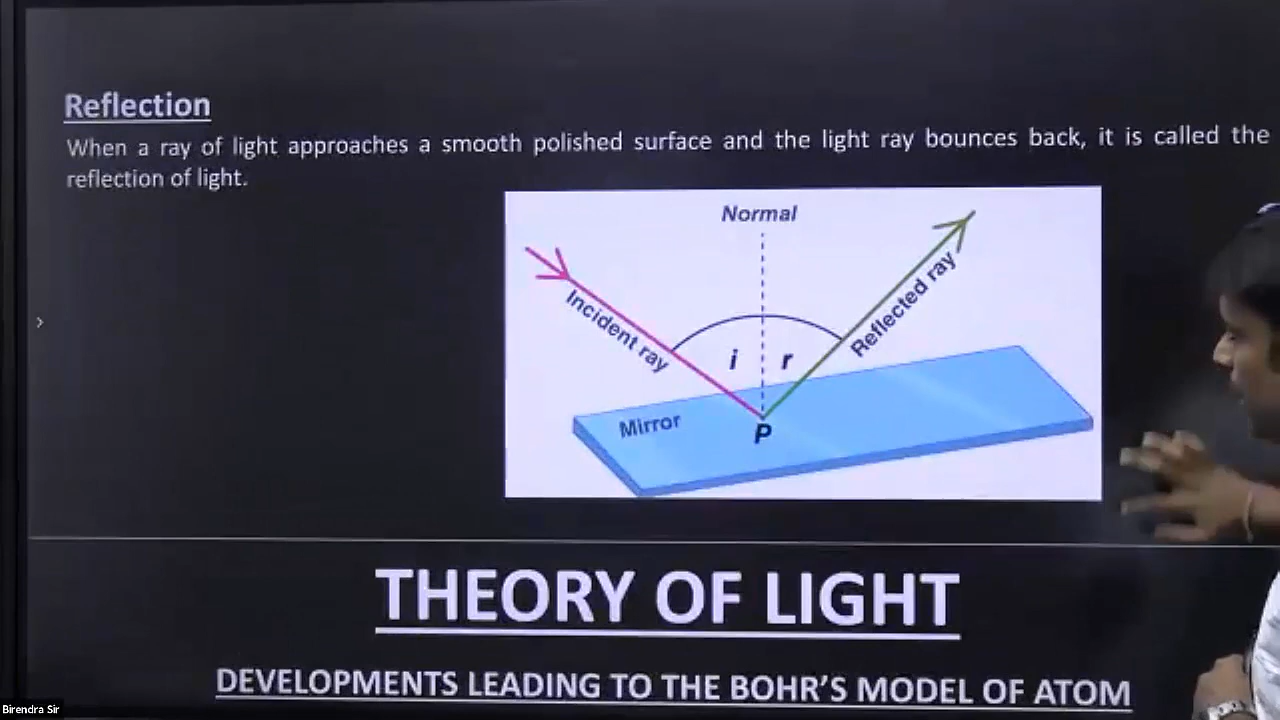 Reflection
When a ray of light approaches a smooth polished surface and the light ray bounces back, it is called the
reflection of light.
Normal
Incident ray
Reflected ray
i r
Mirror
P
THEORY OF LIGHT
DEVELOPMENTS LEADING TO THE BOHR'S MODEL OF ATOM
Birendra Sir